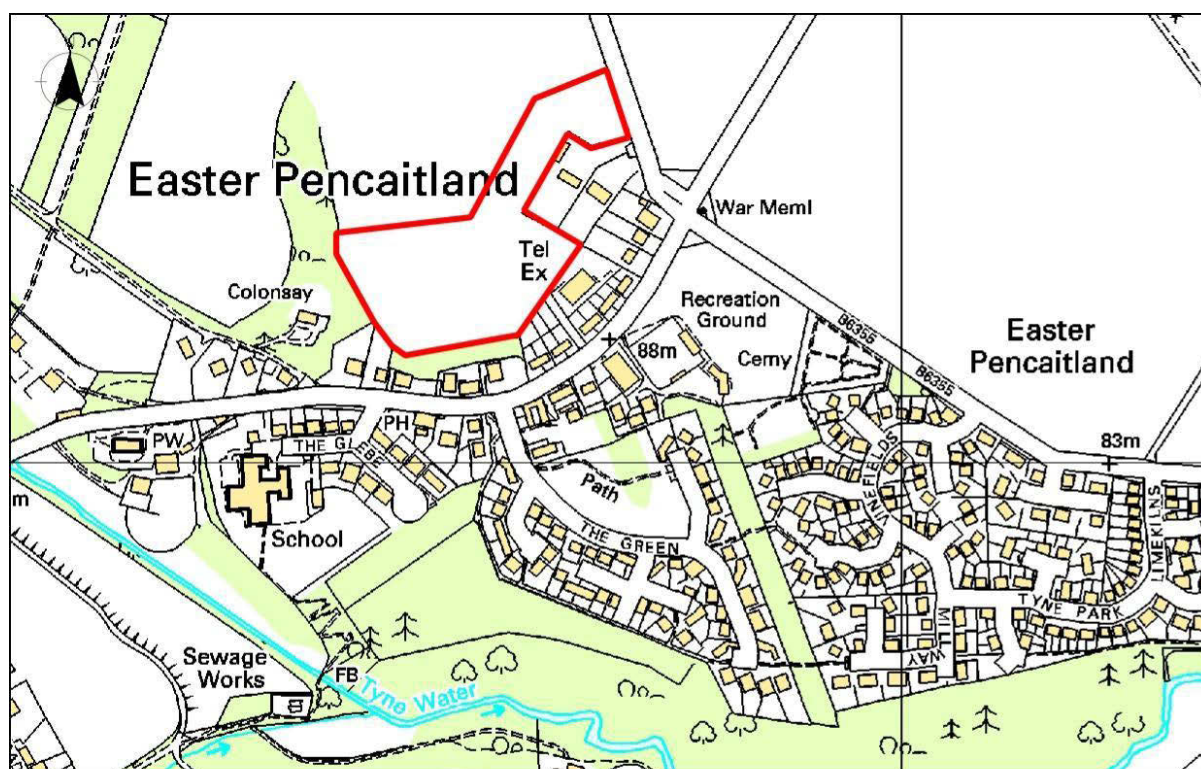 Easter Pencaitland
War Meml
Tel
Ex
Colonsay
Recreation
Ground
B6355
Easter
Pencaitland
88m
Cemy
B6355
PH
PW
THE GLEBE
83m
VINEFIELDS
m
Path
School
THE GREEN
LIMEKILNS
TYNE PARK
MILL WAY
Sewage
Works
FB
Tyne Water